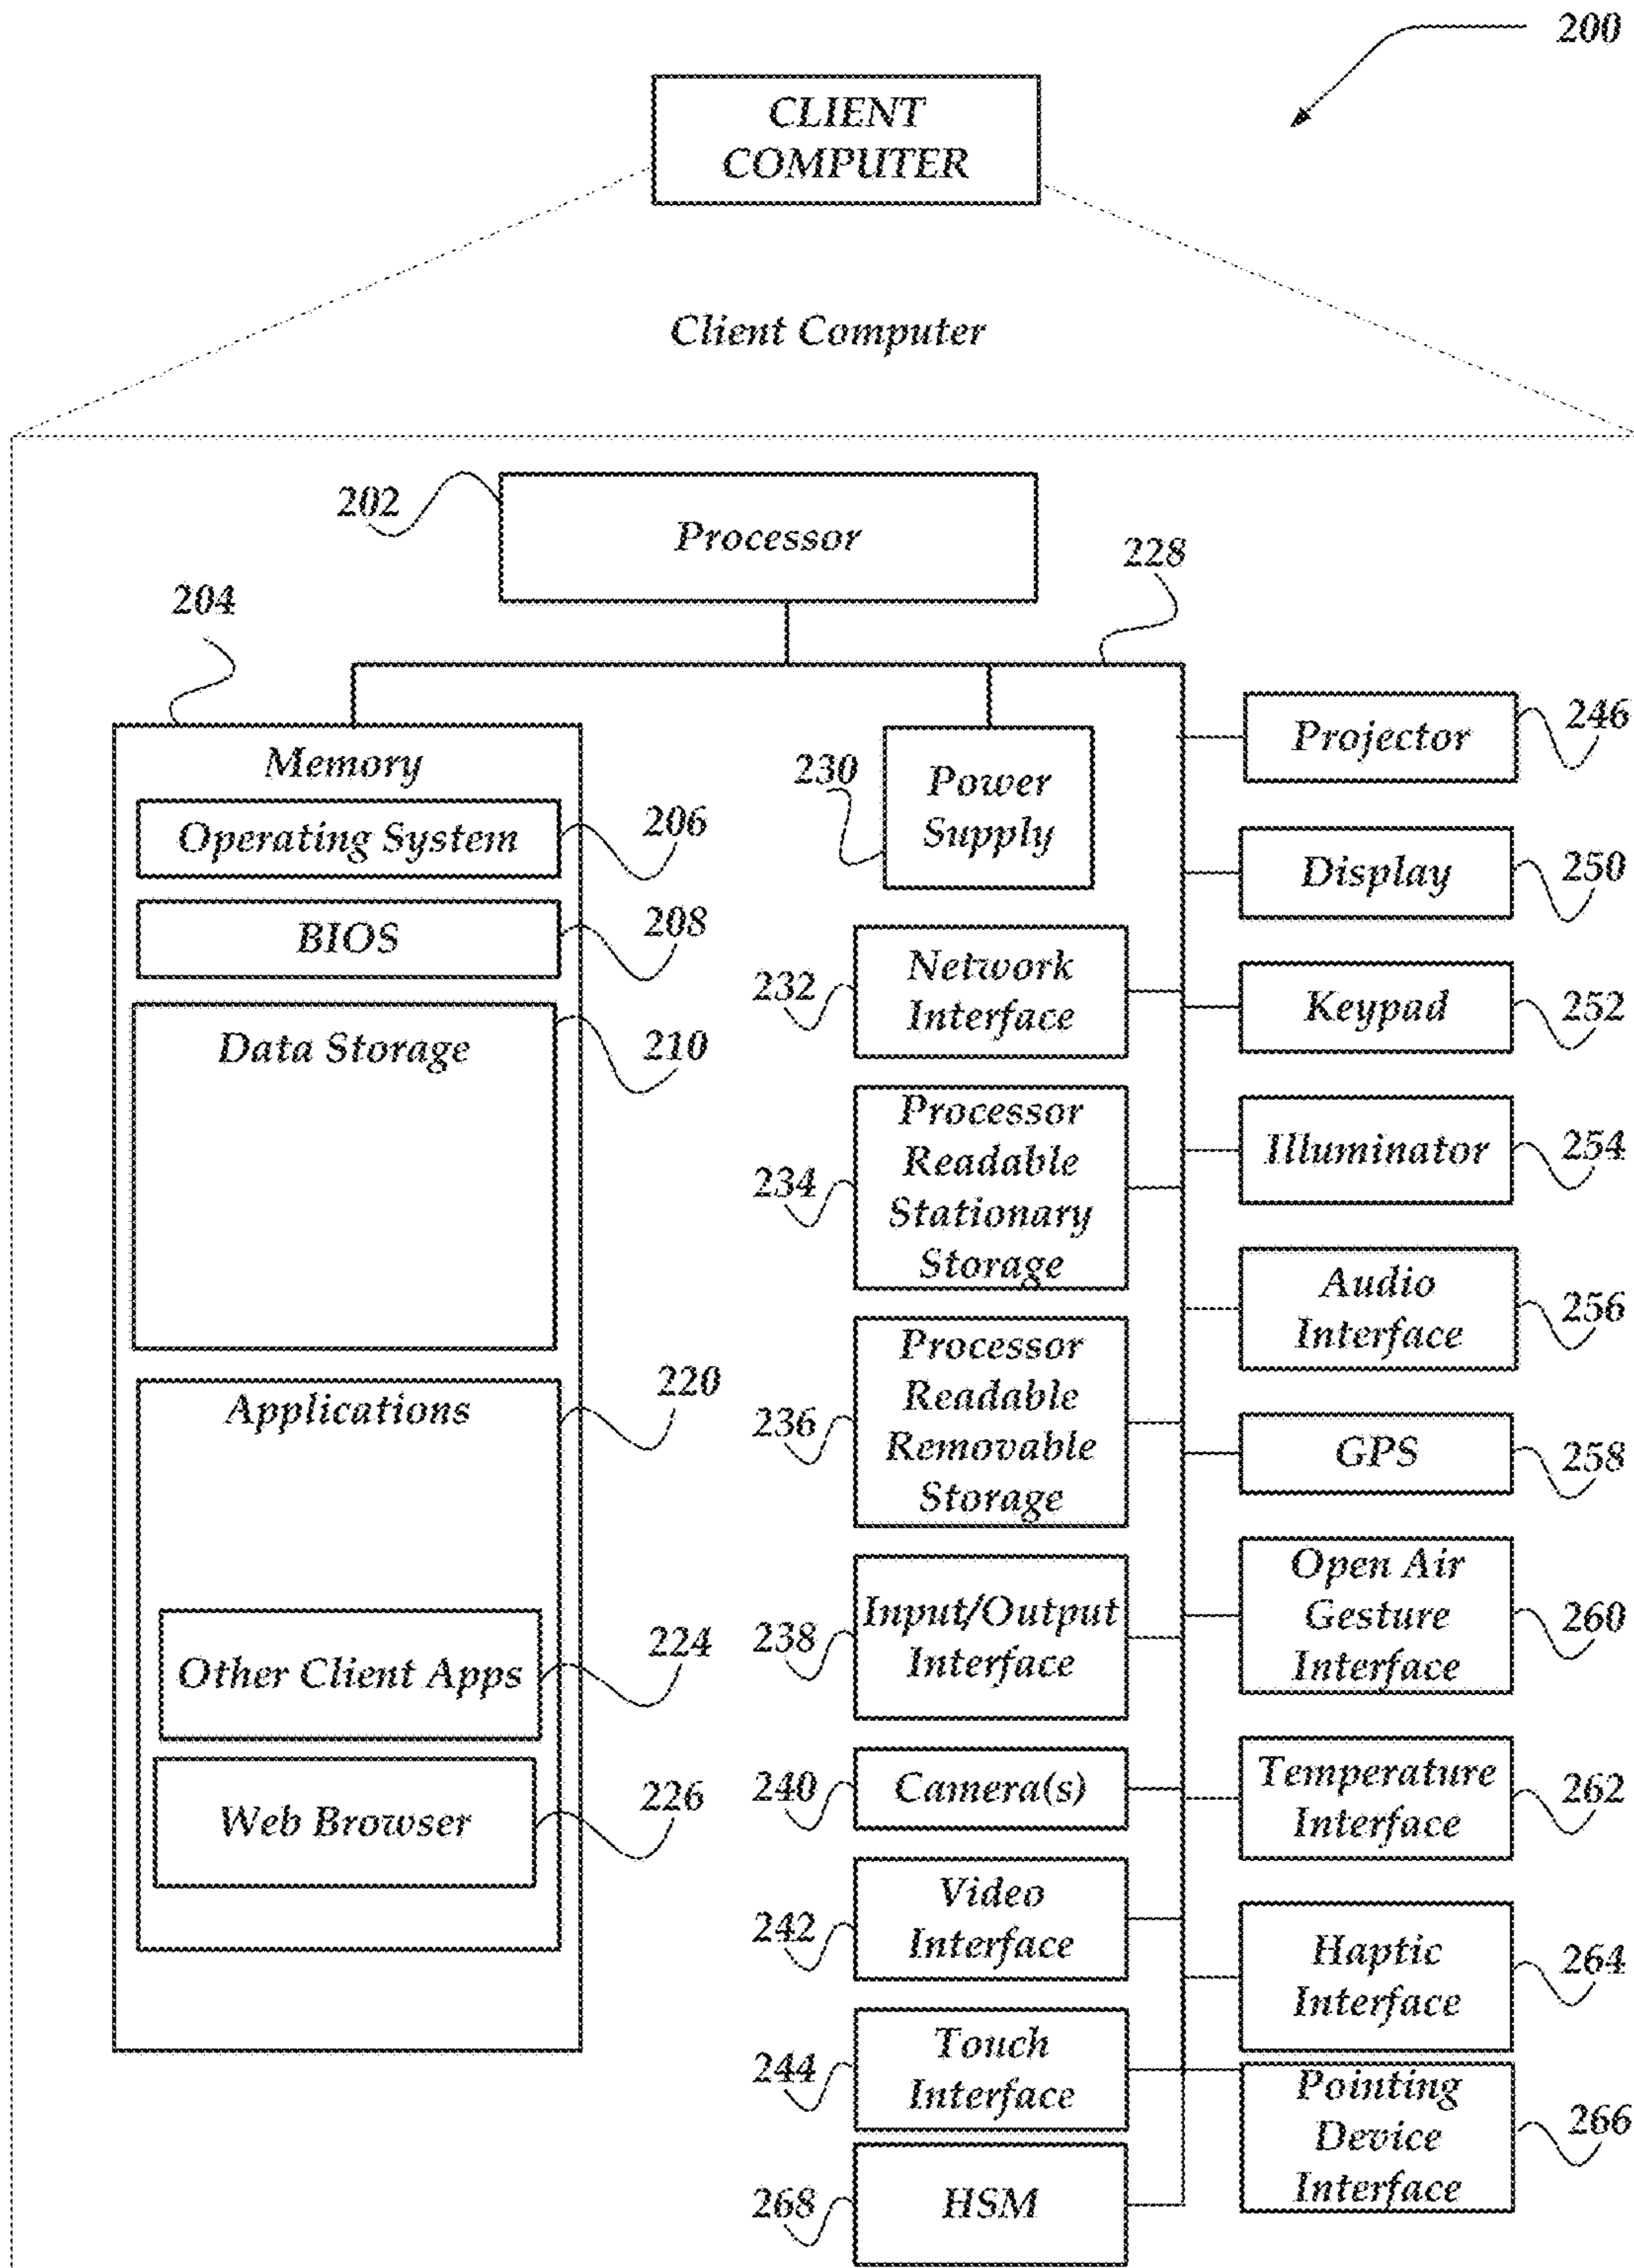 200
CLIENT
COMPUTER
Client Computer
202
Processor
228
204
Memory
Operating System
206
BIOS
208
Data Storage
210
Applications
220
Other Client Apps
224
Web Browser
226
230
Power
Supply
232
Network
Interface
234
Processor
Readable
Stationary
Storage
236
Processor
Readable
Removable
Storage
238
Input/Output
Interface
240
Camera(s)
242
Video
Interface
244
Touch
Interface
268
HSM
Projector
246
Display
250
Keypad
252
Illuminator
254
Audio
Interface
256
GPS
258
Open Air
Gesture
Interface
260
Temperature
Interface
262
Haptic
Interface
264
Pointing
Device
Interface
266